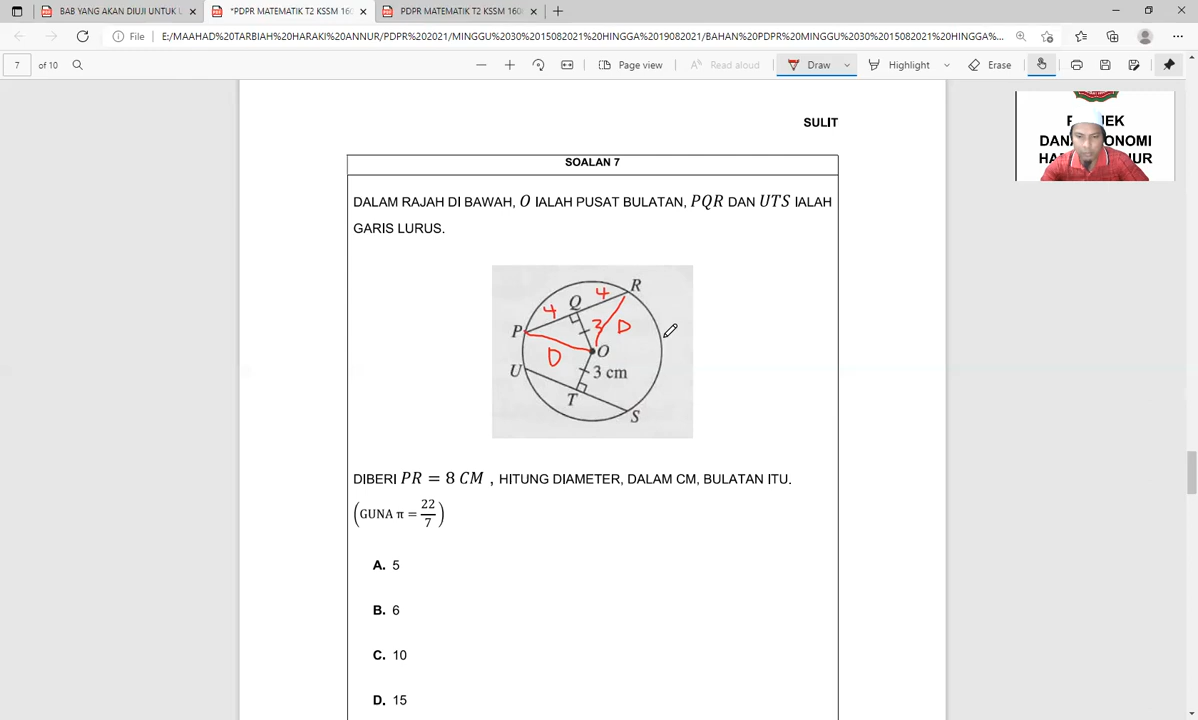 BAB YANG AKAN DIUJI UNTUK U
*PDPR MATEMATIK T2 KSSM 160
PDPR MATEMATIK T2 KSSM 160
File
E:/MAAHAD%20TARBIAH%20HARAKI%20ANNUR/PDPR%202021/MINGGU%2030%2015082021%20HINGGA%2019082021/BAHAN%20PDPR%20MINGGU%2030%2015082021%20HINGGA%...
7 of 10
Page view
Read aloud
Draw
Highlight
Erase
SULIT
SOALAN 7
DALAM RAJAH DI BAWAH, O IALAH PUSAT BULATAN, PQR DAN UTS IALAH
GARIS LURUS.
R
4
Q
4
P
3
D
O
D
U
3 cm
T
S
DIBERI PR = 8 CM , HITUNG DIAMETER, DALAM CM, BULATAN ITU.
(GUNA π = 22/7)
A. 5
B. 6
C. 10
D. 15